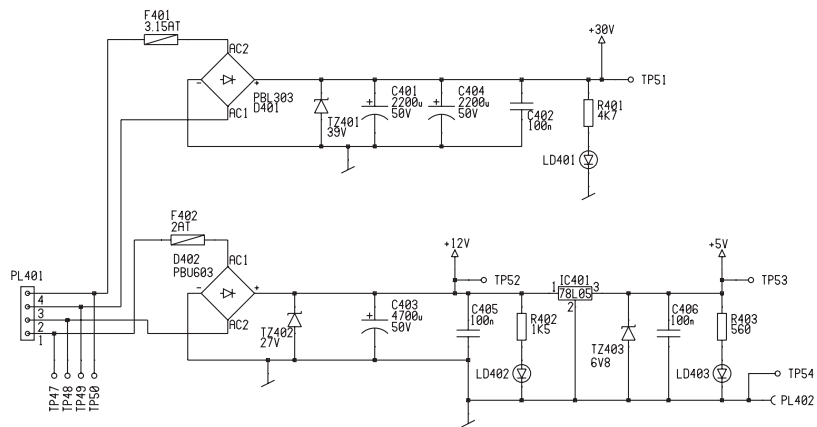 F401
3.15AT
AC2
-
+
PBL303
D401
AC1
TZ401
39V
+
C401
2200u
50V
+
C404
2200u
50V
C402
100n
+30V
TP51
R401
4K7
LD401
F402
2AT
D402
PBU603
AC1
-
+
AC2
PL401
4
3
2
1
TP47
TP48
TP49
TP50
TZ402
27V
+
C403
4700u
50V
+12V
TP52
C405
100n
R402
1K5
LD402
IC401
1
78L05
3
2
TZ403
6V8
C406
100n
+5V
TP53
R403
560
LD403
TP54
PL402